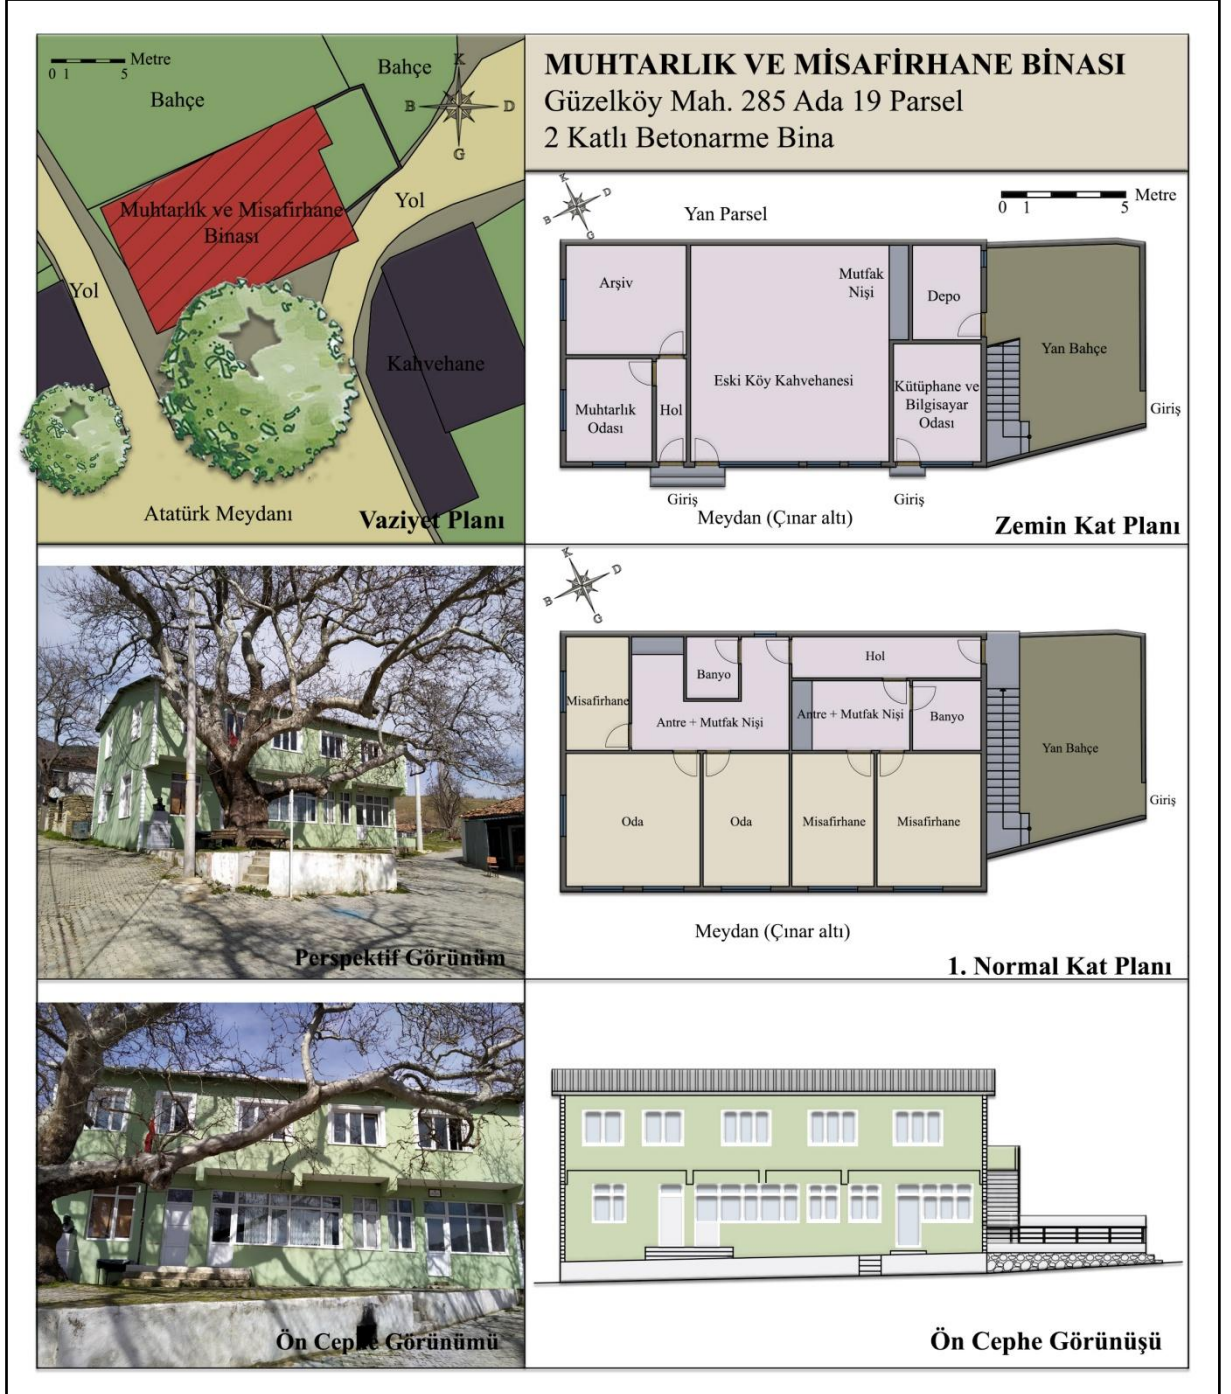 MUHTARLIK VE MİSAFİRHANE BİNASI
Güzelköy Mah. 285 Ada 19 Parsel
2 Katlı Betonarme Bina
Metre
0 1 5
Bahçe
Bahçe
K
B D
G
Yol
Muhtarlık ve Misafirhane
Binası
Yol
Kahvehane
Atatürk Meydanı
Vaziyet Planı
K
D
B
G
Yan Parsel
Metre
0 1 5
Arşiv
Mutfak
Nişi
Depo
Yan Bahçe
Eski Köy Kahvehanesi
Kütüphane ve
Bilgisayar
Odası
Muhtarlık
Odası
Hol
Giriş
Giriş
Giriş
Meydan (Çınar altı)
Zemin Kat Planı
Perspektif Görünüm
K
D
B
G
Hol
Banyo
Misafirhane
Antre + Mutfak Nişi
Antre + Mutfak Nişi
Banyo
Yan Bahçe
Giriş
Oda
Oda
Misafirhane
Misafirhane
Meydan (Çınar altı)
1. Normal Kat Planı
Ön Cephe Görünümü
Ön Cephe Görünüşü